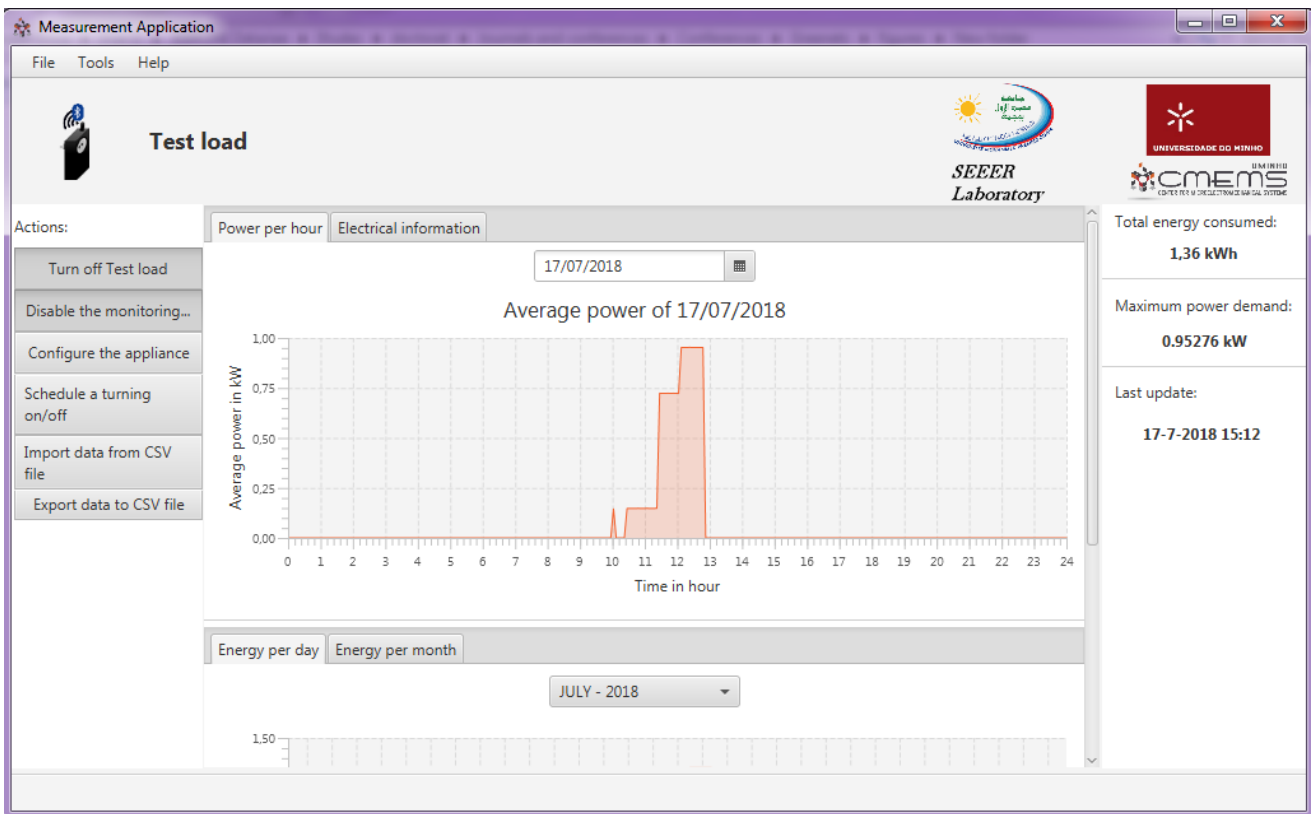 Measurement Application
File Tools Help
Test load
SEEER
Laboratory
UNIVERSIDADE DO MINHO
UMINHO
CMEMS
CENTER FOR MICROELECTROMECHANICAL SYSTEMS
Actions:
Turn off Test load
Disable the monitoring...
Configure the appliance
Schedule a turning
on/off
Import data from CSV
file
Export data to CSV file
Power per hour Electrical information
17/07/2018
Average power of 17/07/2018
Average power in kW
1,00
0,75
0,50
0,25
0,00
0 1 2 3 4 5 6 7 8 9 10 11 12 13 14 15 16 17 18 19 20 21 22 23 24
Time in hour
Energy per day Energy per month
JULY - 2018
1,50
Total energy consumed:
1,36 kWh
Maximum power demand:
0.95276 kW
Last update:
17-7-2018 15:12